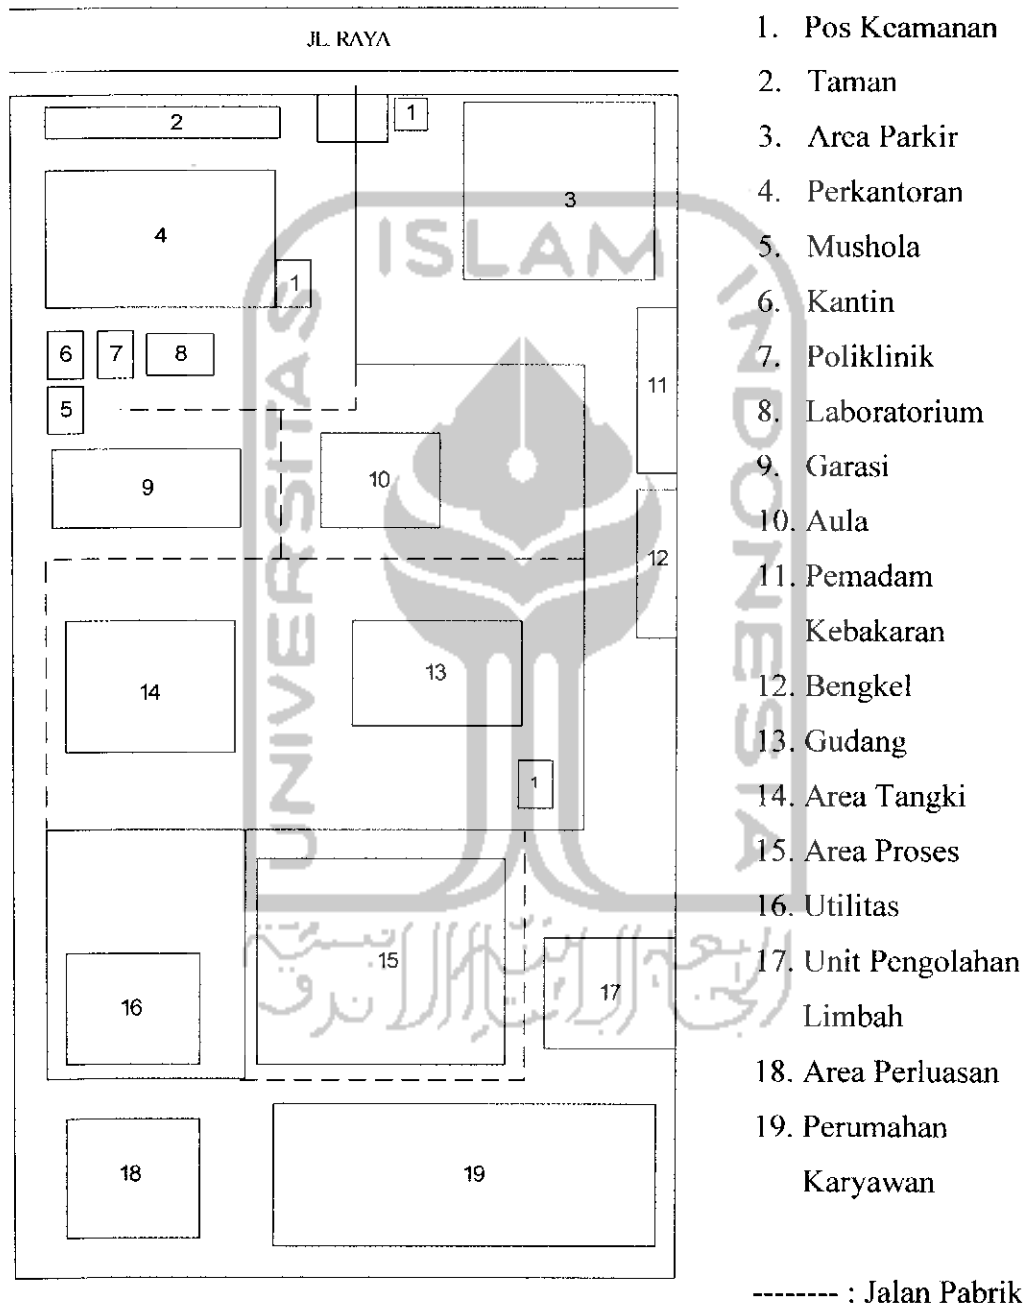 JL. RAYA
1
2
3
4
1
6
7
8
5
11
9
10
12
14
13
1
15
16
17
18
19
ISLAM
UNIVERSITAS
INDONESIA
1. Pos Keamanan
2. Taman
3. Area Parkir
4. Perkantoran
5. Mushola
6. Kantin
7. Poliklinik
8. Laboratorium
9. Garasi
10. Aula
11. Pemadam
Kebakaran
12. Bengkel
13. Gudang
14. Area Tangki
15. Area Proses
16. Utilitas
17. Unit Pengolahan
Limbah
18. Area Perluasan
19. Perumahan
Karyawan
-------- : Jalan Pabrik